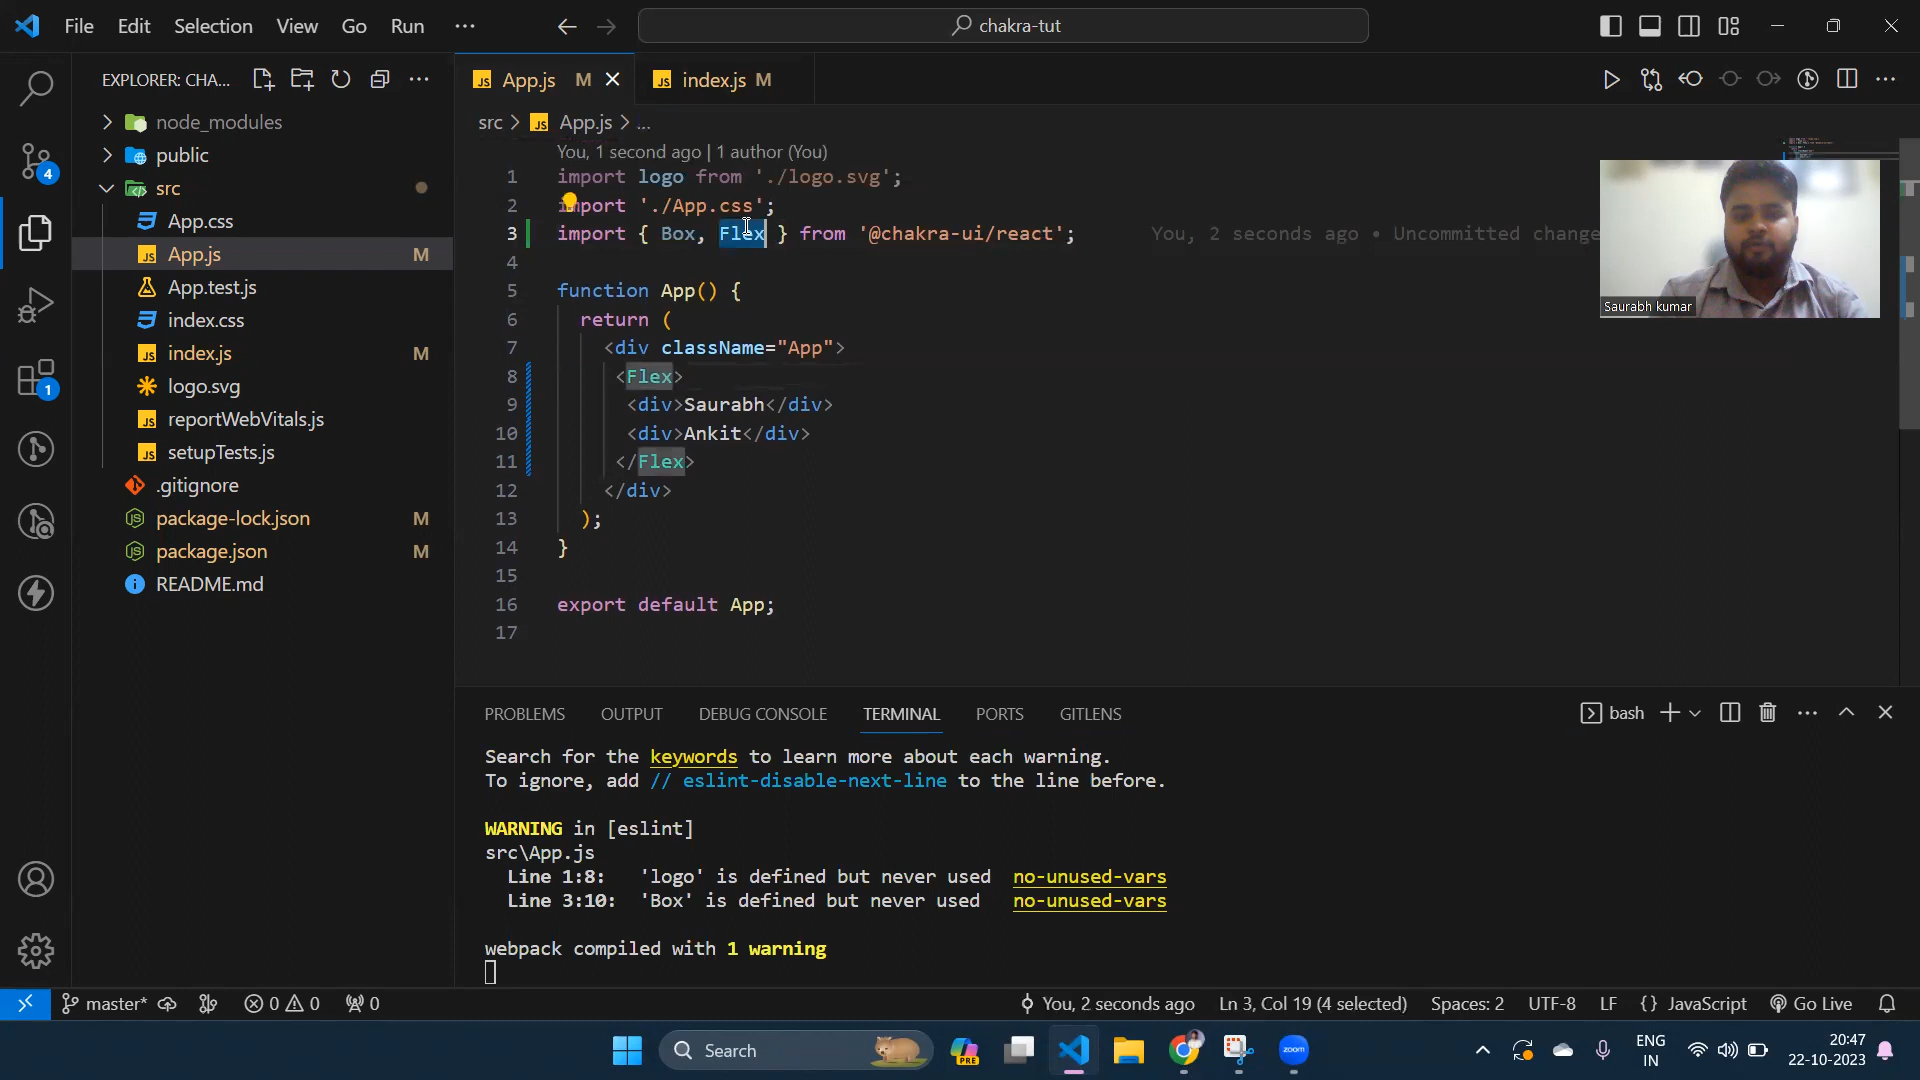 File Edit Selection View Go Run ···
chakra-tut
EXPLORER: CHA...
node_modules
public
src
App.css
App.js M
App.test.js
index.css
index.js M
logo.svg
reportWebVitals.js
setupTests.js
.gitignore
package-lock.json M
package.json M
README.md
4
1
App.js M
index.js M
src > App.js > ...
You, 1 second ago | 1 author (You)
1 import logo from './logo.svg';
2 import './App.css';
3 import { Box, Flex } from '@chakra-ui/react'; You, 2 seconds ago • Uncommitted change
4
5 function App() {
6 return (
7 <div className="App">
8 <Flex>
9 <div>Saurabh</div>
10 <div>Ankit</div>
11 </Flex>
12 </div>
13 );
14 }
15
16 export default App;
17
Saurabh kumar
PROBLEMS OUTPUT DEBUG CONSOLE TERMINAL PORTS GITLENS
bash
Search for the keywords to learn more about each warning.
To ignore, add // eslint-disable-next-line to the line before.
WARNING in [eslint]
src\App.js
Line 1:8: 'logo' is defined but never used no-unused-vars
Line 3:10: 'Box' is defined but never used no-unused-vars
webpack compiled with 1 warning
master* 0 0 0 You, 2 seconds ago Ln 3, Col 19 (4 selected) Spaces: 2 UTF-8 LF {} JavaScript Go Live
Search
PRE
zoom
ENG
IN
20:47
22-10-2023